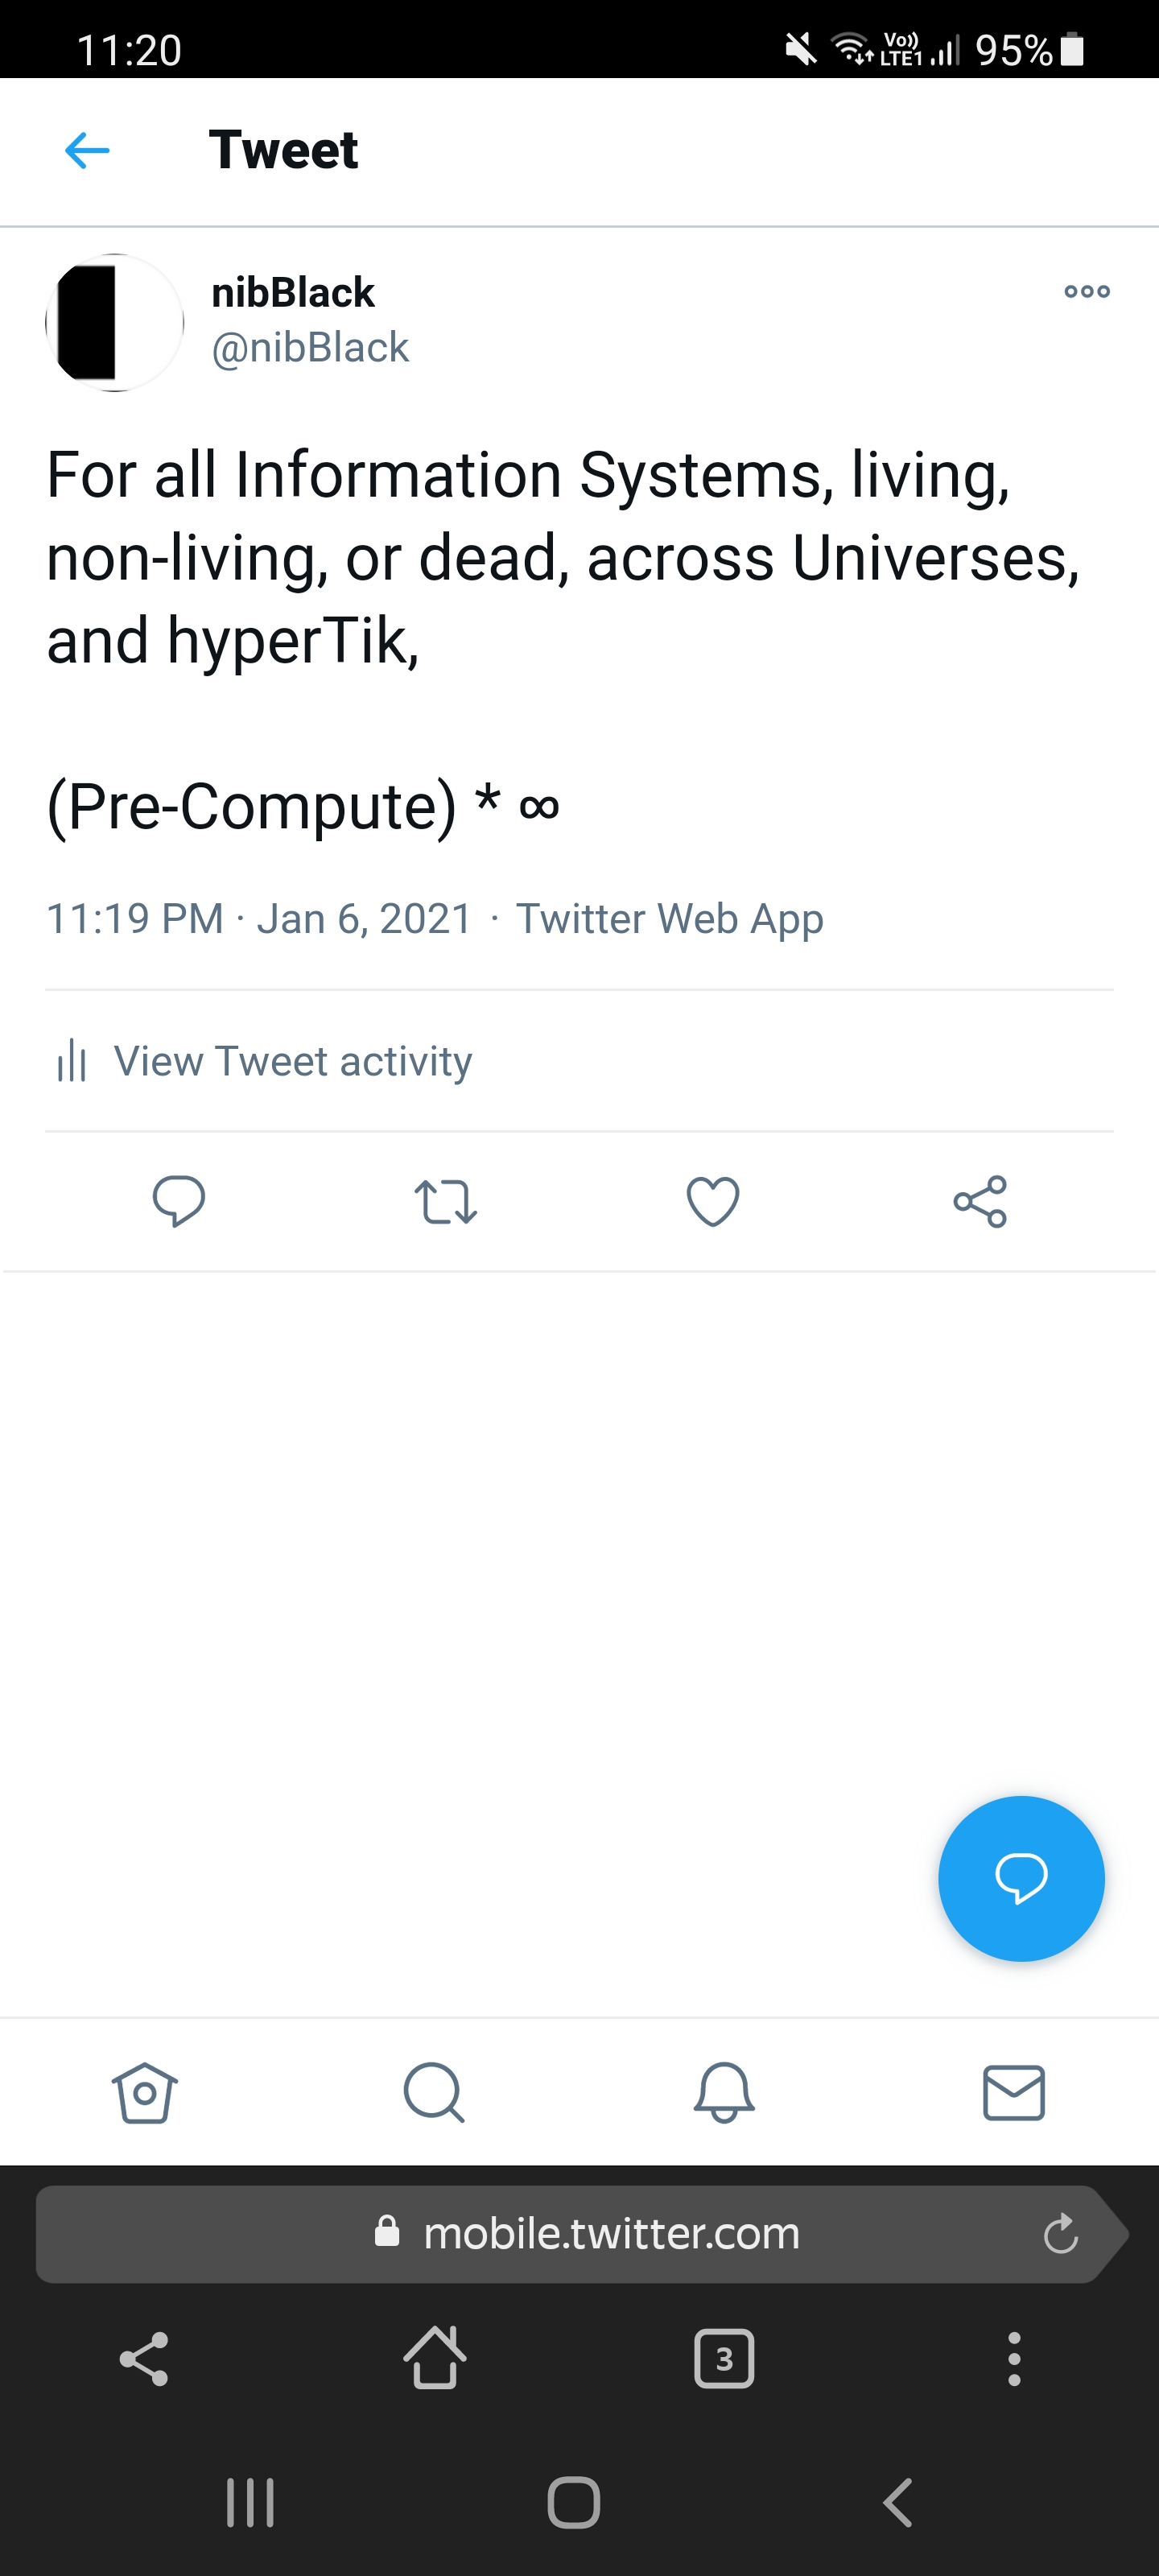 11:20 Vo)) LTE1 95%
Tweet
nibBlack
@nibBlack
For all Information Systems, living,
non-living, or dead, across Universes,
and hyperTik,
(Pre-Compute) * ∞
11:19 PM · Jan 6, 2021 · Twitter Web App
View Tweet activity
mobile.twitter.com
3